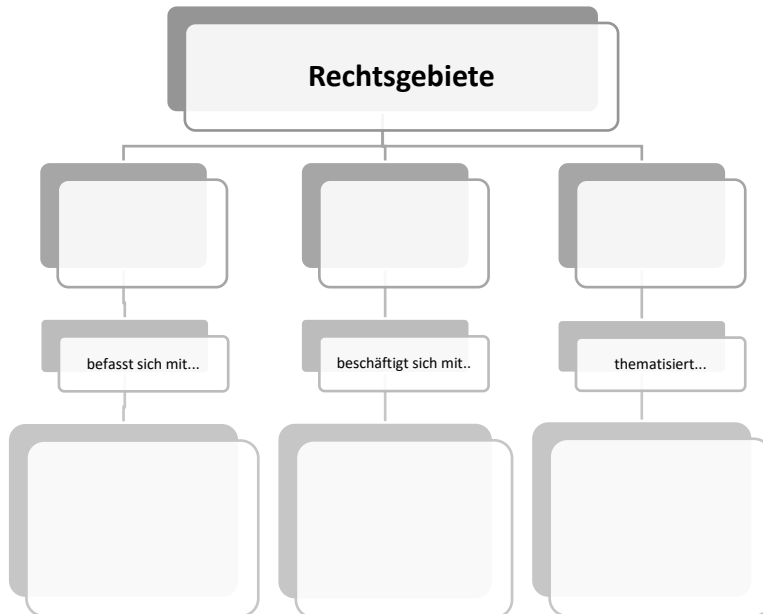 Rechtsgebiete
befasst sich mit...
beschäftigt sich mit..
thematisiert...